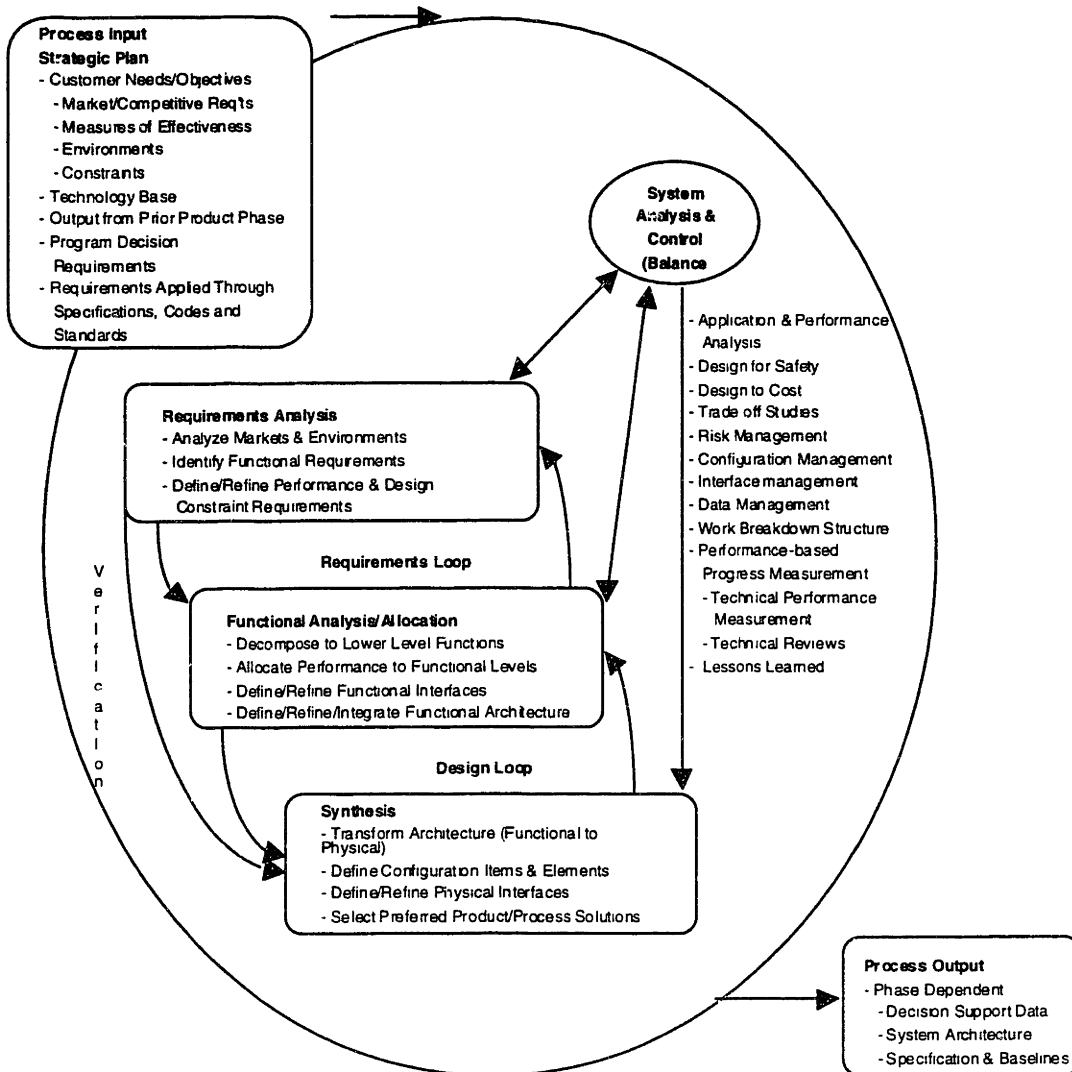 Process Input
Strategic Plan
- Customer Needs/Objectives
- Market/Competitive Req'ts
- Measures of Effectiveness
- Environments
- Constraints
- Technology Base
- Output from Prior Product Phase
- Program Decision
Requirements
- Requirements Applied Through
Specifications, Codes and
Standards
System
Analysis &
Control
(Balance
- Application & Performance
Analysis
- Design for Safety
- Design to Cost
- Trade off Studies
- Risk Management
- Configuration Management
- Interface management
- Data Management
- Work Breakdown Structure
- Performance-based
Progress Measurement
- Technical Performance
Measurement
- Technical Reviews
- Lessons Learned
Requirements Analysis
- Analyze Markets & Environments
- Identify Functional Requirements
- Define/Refine Performance & Design
Constraint Requirements
Requirements Loop
Verification
Functional Analysis/Allocation
- Decompose to Lower Level Functions
- Allocate Performance to Functional Levels
- Define/Refine Functional Interfaces
- Define/Refine/Integrate Functional Architecture
Design Loop
Synthesis
- Transform Architecture (Functional to
Physical)
- Define Configuration Items & Elements
- Define/Refine Physical Interfaces
- Select Preferred Product/Process Solutions
Process Output
- Phase Dependent
- Decision Support Data
- System Architecture
- Specification & Baselines